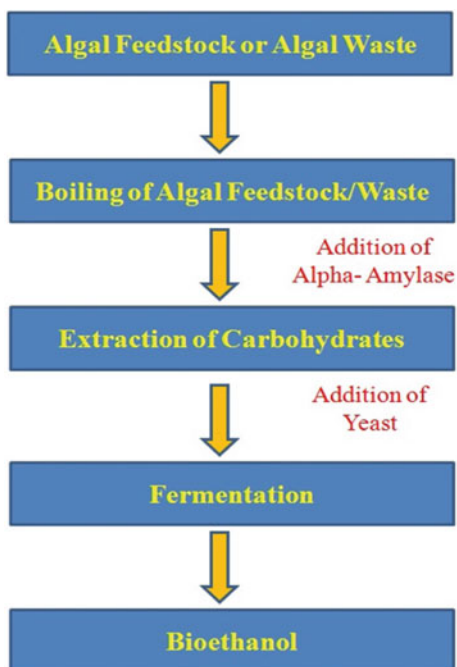 Algal Feedstock or Algal Waste
Boiling of Algal Feedstock/Waste
Addition of
Alpha- Amylase
Extraction of Carbohydrates
Addition of
Yeast
Fermentation
Bioethanol